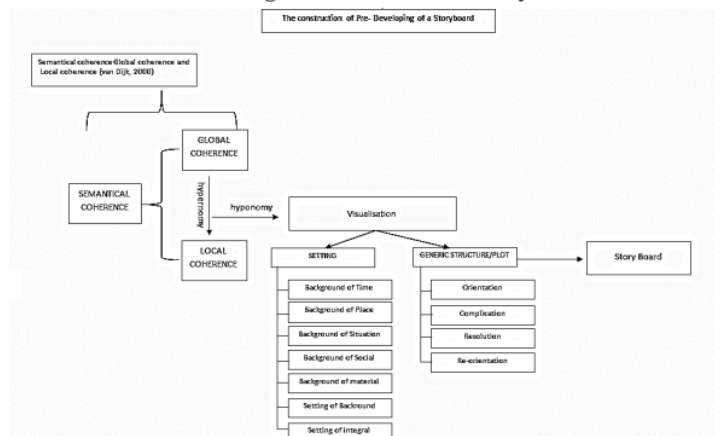 The construction of Pre- Developing of a Storyboard
Semantical coherence Global coherence and
Local coherence (van Dijk, 2000)
GLOBAL
COHERENCE
SEMANTICAL
COHERENCE
hypernomy
hyponomy
LOCAL
COHERENCE
Visualisation
SETTING
Background of Time
Background of Place
Background of Situation
Background of Social
Background of material
Setting of Backround
Setting of integral
GENERIC STRUCTURE/PLOT
Orientation
Complication
Resolution
Re-orientation
Story Board